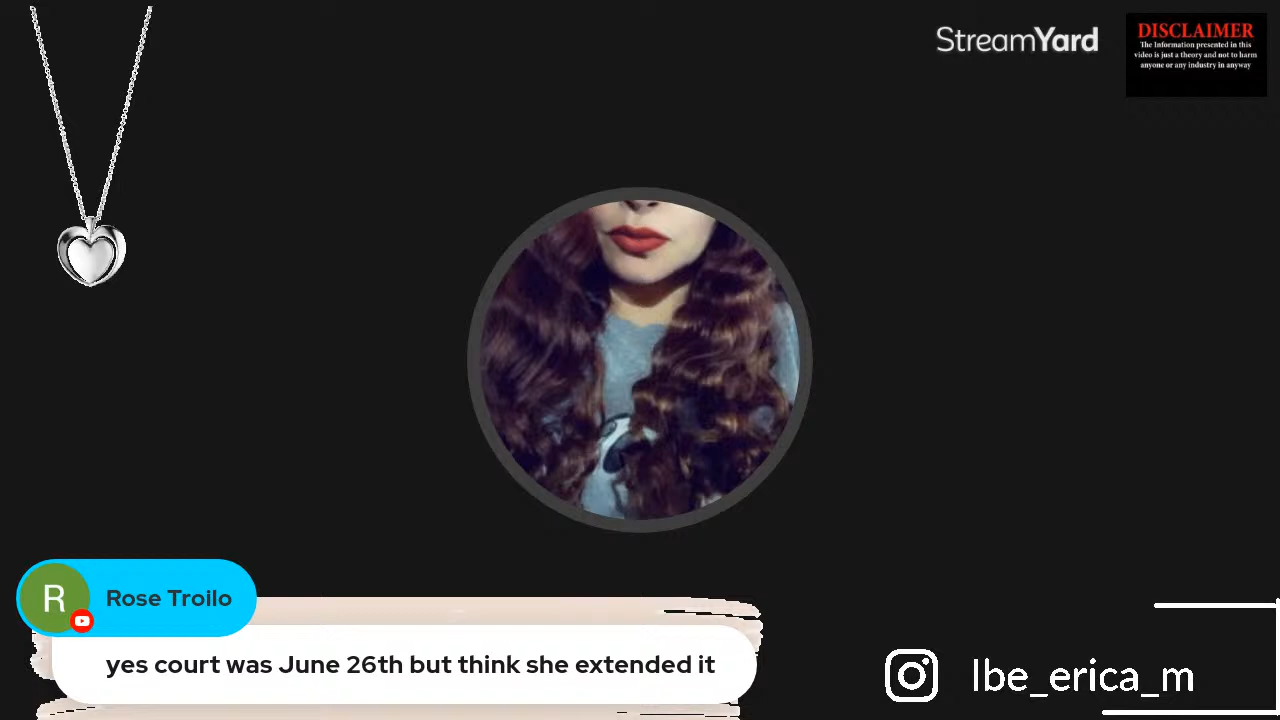 StreamYard
DISCLAIMER
The Information presented in this
video is just a theory and not to harm
anyone or any industry in anyway
R
Rose Troilo
yes court was June 26th but think she extended it
lbe_erica_m